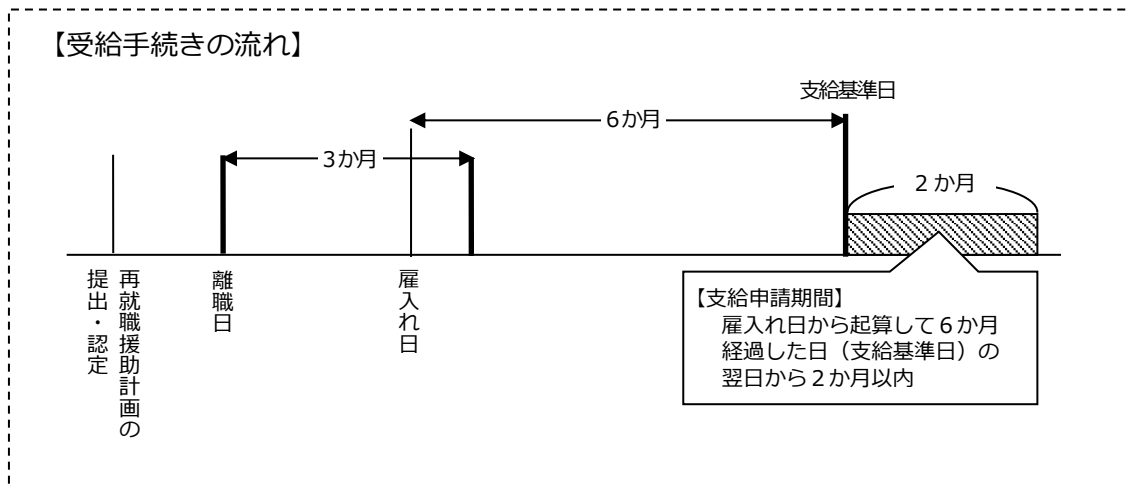 【受給手続きの流れ】
支給基準日
6か月
3か月
2か月
再就職援助計画の
提出・認定
離職日
雇入れ日
【支給申請期間】
雇入れ日から起算して6か月
経過した日（支給基準日）の
翌日から2か月以内